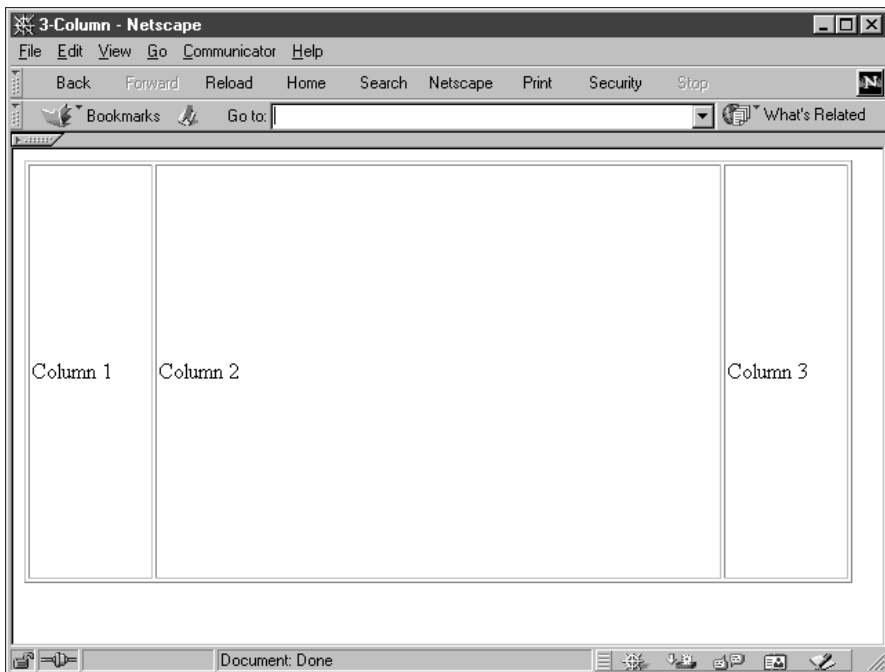 3-Column - Netscape
File Edit View Go Communicator Help
Back Forward Reload Home Search Netscape Print Security Stop N
Bookmarks Go to: What's Related
Column 1 Column 2 Column 3
Document: Done